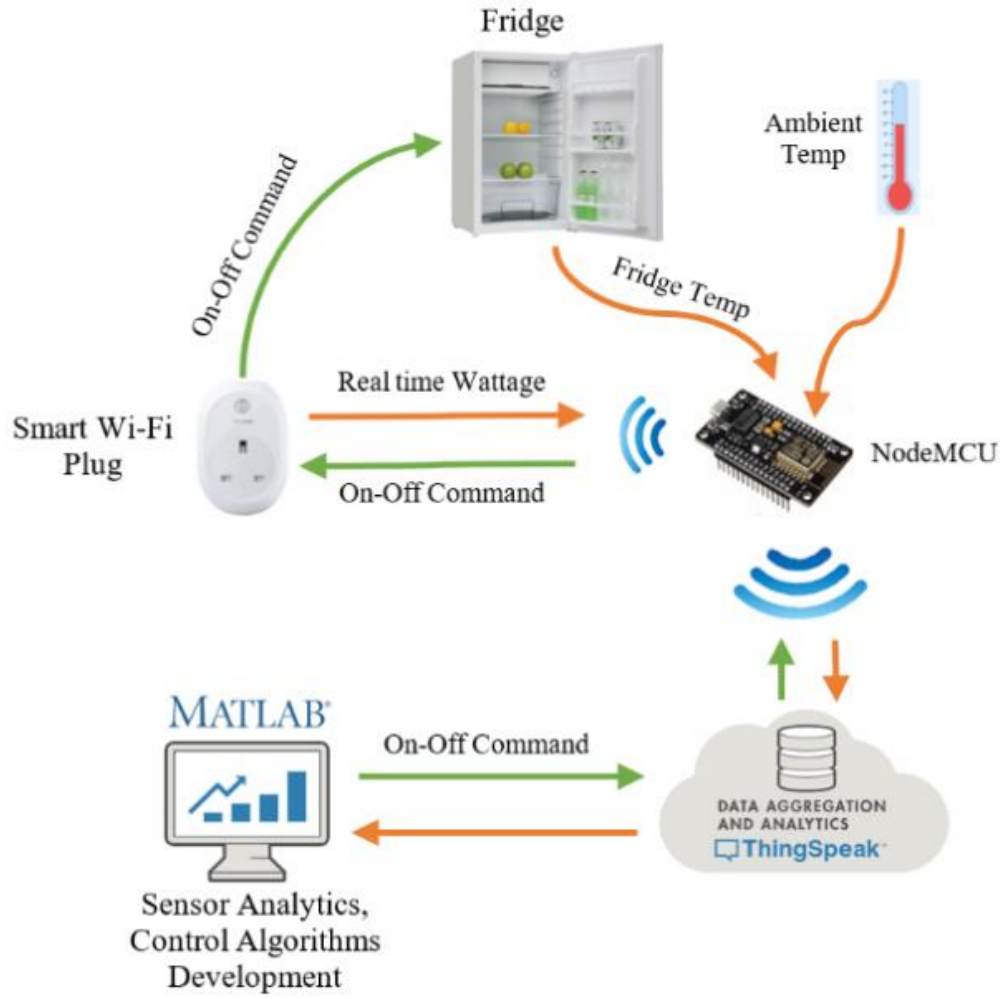 Fridge
Ambient
Temp
On-Off Command
Fridge Temp
Real time Wattage
Smart Wi-Fi
Plug
NodeMCU
On-Off Command
MATLAB®
On-Off Command
DATA AGGREGATION
AND ANALYTICS
ThingSpeak™
Sensor Analytics,
Control Algorithms
Development